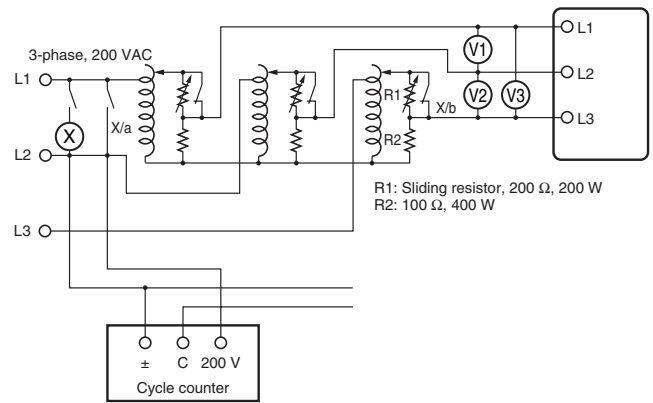 3-phase, 200 VAC
L1
X
X/a
L2
L3
R1
R2
X/b
V1
V2
V3
L1
L2
L3
R1: Sliding resistor, 200 Ω, 200 W
R2: 100 Ω, 400 W
± C 200 V
Cycle counter